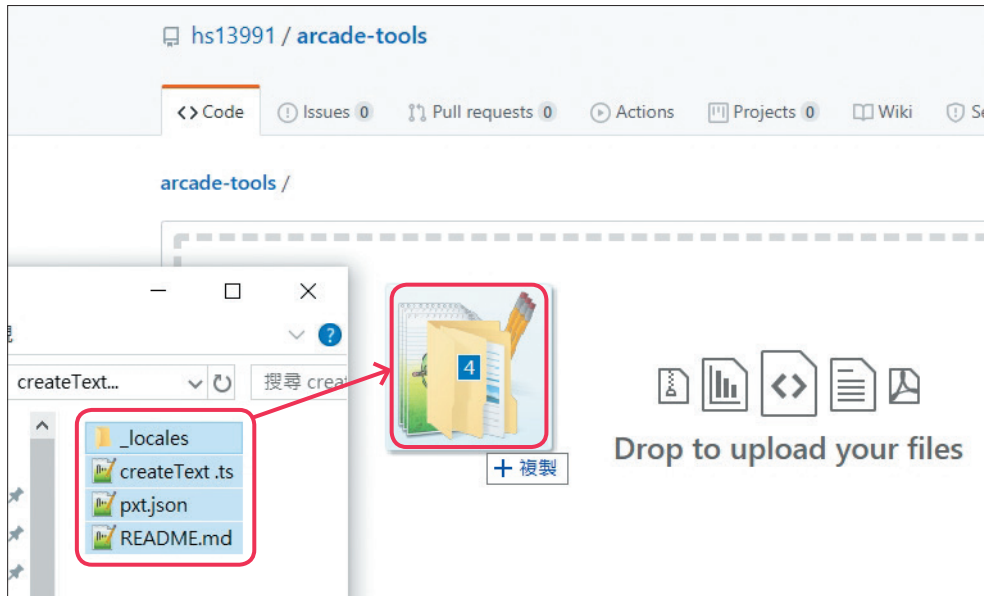 hs13991 / arcade-tools
Code Issues 0 Pull requests 0 Actions Projects 0 Wiki
arcade-tools /
createText... 搜尋
_locales
createText .ts
pxt.json
README.md
4
+ 複製
Drop to upload your files